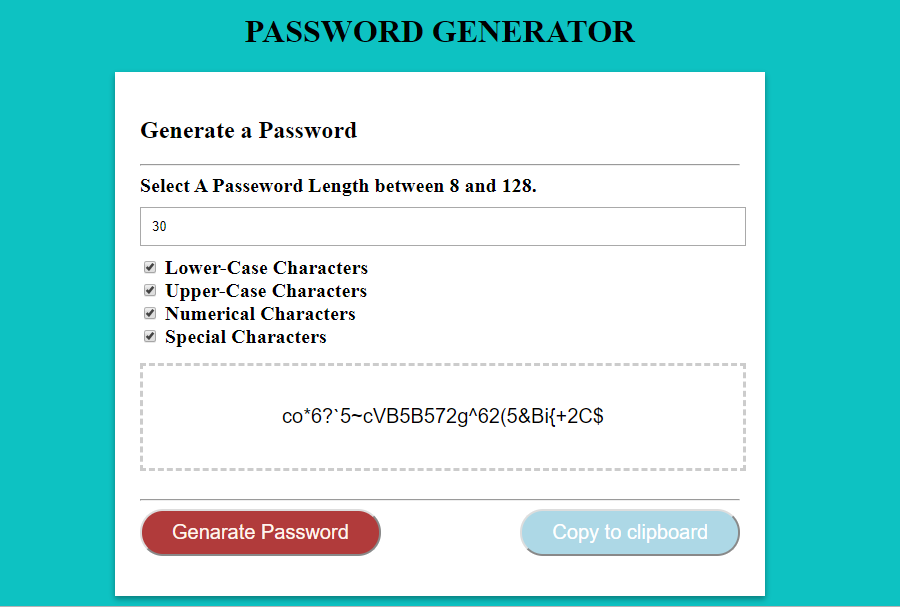 PASSWORD GENERATOR
Generate a Password
Select A Passeword Length between 8 and 128.
30
Lower-Case Characters
Upper-Case Characters
Numerical Characters
Special Characters
co*6?`5~cVB5B572g^62(5&Bi{+2C$
Genarate Password
Copy to clipboard